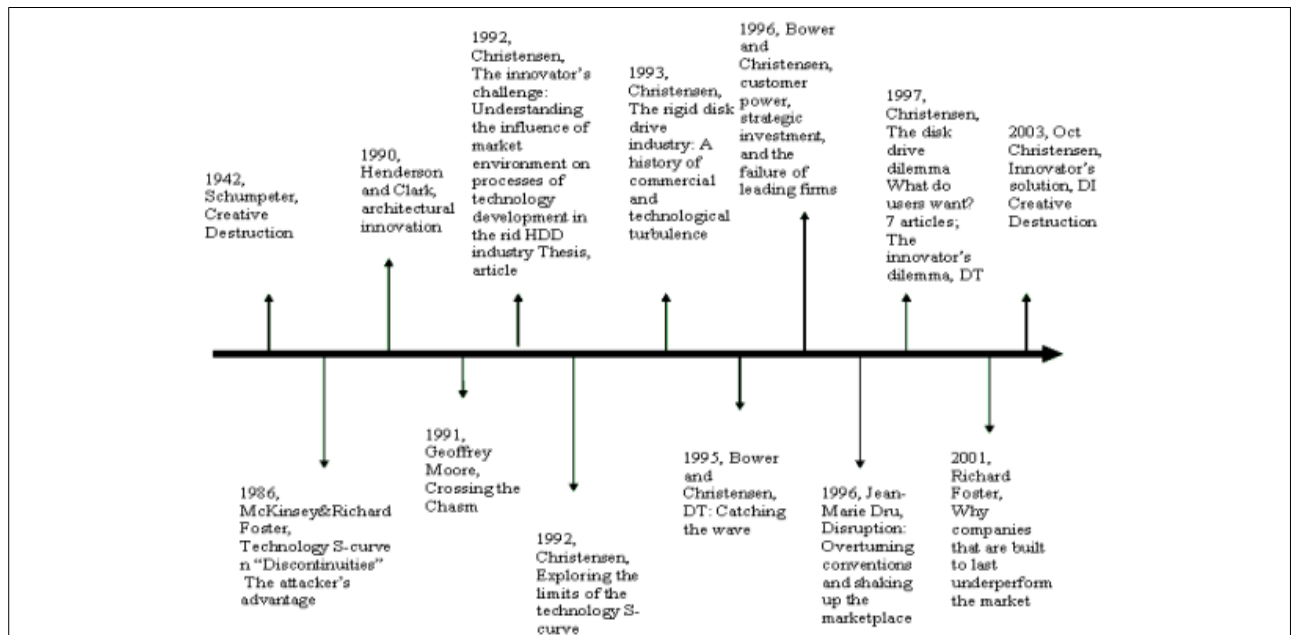 1942,
Schumpeter,
Creative
Destruction
1986,
McKinsey&Richard
Foster,
Technology S-curve
n “Discontinuities”
The attacker’s
advantage
1990,
Henderson
and Clark,
architectural
innovation
1991,
Geoffrey
Moore,
Crossing the
Chasm
1992,
Christensen,
The innovator’s
challenge:
Understanding
the influence of
market
environment on
processes of
technology
development in
the rid HDD
industry Thesis,
article
1992,
Christensen,
Exploring the
limits of the
technology S-
curve
1993,
Christensen,
The rigid disk
drive
industry: A
history of
commercial
and
technological
turbulence
1995, Bower
and
Christensen,
DT: Catching
the wave
1996, Bower
and
Christensen,
customer
power,
strategic
investment,
and the
failure of
leading firms
1996, Jean-
Marie Dru,
Disruption:
Overturning
conventions
and shaking
up the
marketplace
1997,
Christensen,
The disk
drive
dilemma
What do
users want?
7 articles;
The
innovator’s
dilemma, DT
2001,
Richard
Foster,
Why
companies
that are built
to last
underperform
the market
2003, Oct
Christensen,
Innovator’s
solution, DI
Creative
Destruction